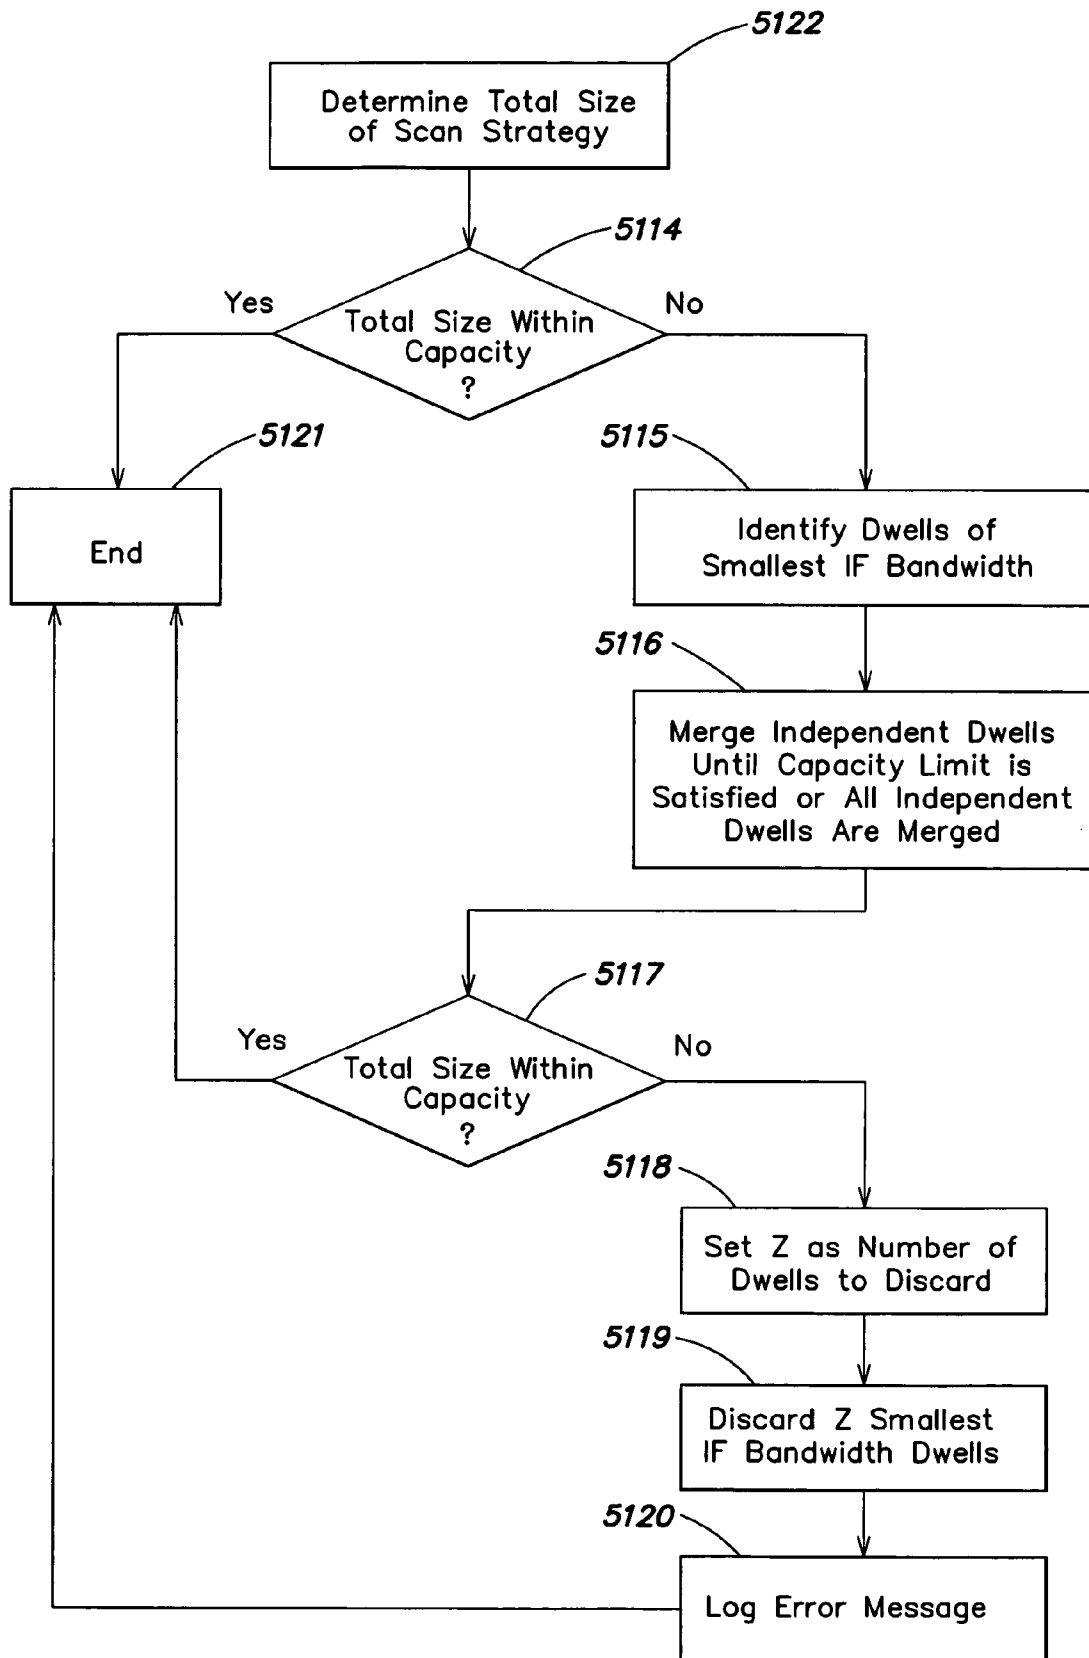 5122
Determine Total Size
of Scan Strategy
5114
Yes
No
Total Size Within
Capacity
?
5121
End
5115
Identify Dwells of
Smallest IF Bandwidth
5116
Merge Independent Dwells
Until Capacity Limit is
Satisfied or All Independent
Dwells Are Merged
5117
Yes
No
Total Size Within
Capacity
?
5118
Set Z as Number of
Dwells to Discard
5119
Discard Z Smallest
IF Bandwidth Dwells
5120
Log Error Message